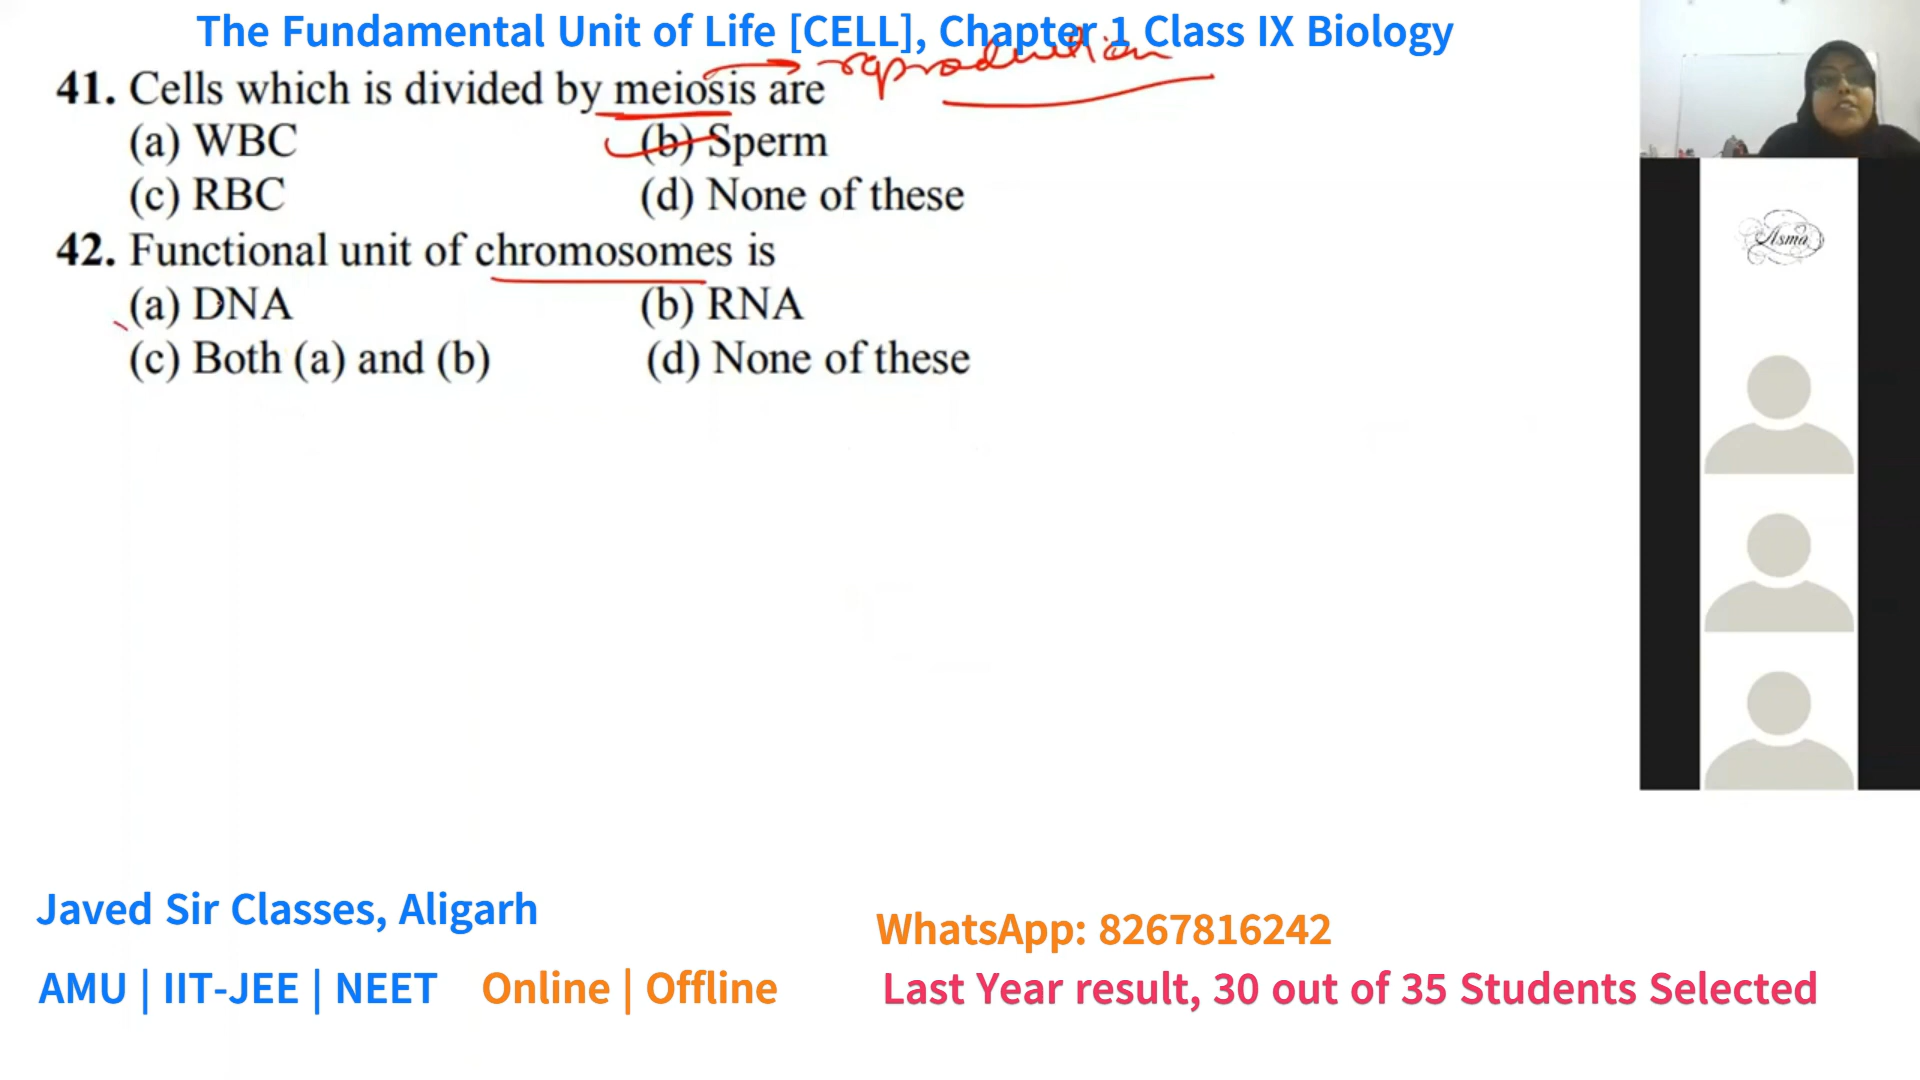 The Fundamental Unit of Life [CELL], Chapter 1 Class IX Biology
reproduction
41. Cells which is divided by meiosis are
(a) WBC (b) Sperm
(c) RBC (d) None of these
42. Functional unit of chromosomes is
(a) DNA (b) RNA
(c) Both (a) and (b) (d) None of these
Asma
Javed Sir Classes, Aligarh
WhatsApp: 8267816242
AMU | IIT-JEE | NEET Online | Offline
Last Year result, 30 out of 35 Students Selected